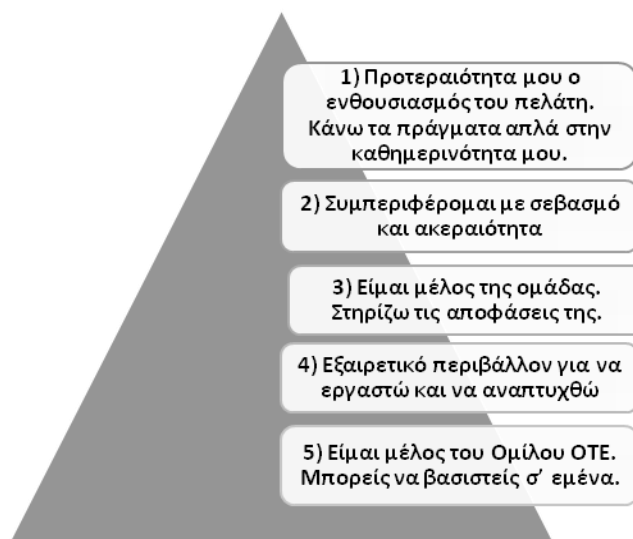 1) Προτεραιότητα μου ο
ενθουσιασμός του πελάτη.
Κάνω τα πράγματα απλά στην
καθημερινότητα μου.
2) Συμπεριφέρομαι με σεβασμό
και ακεραιότητα
3) Είμαι μέλος της ομάδας.
Στηρίζω τις αποφάσεις της.
4) Εξαιρετικό περιβάλλον για να
εργαστώ και να αναπτυχθώ
5) Είμαι μέλος του Ομίλου ΟΤΕ.
Μπορείς να βασιστείς σ' εμένα.